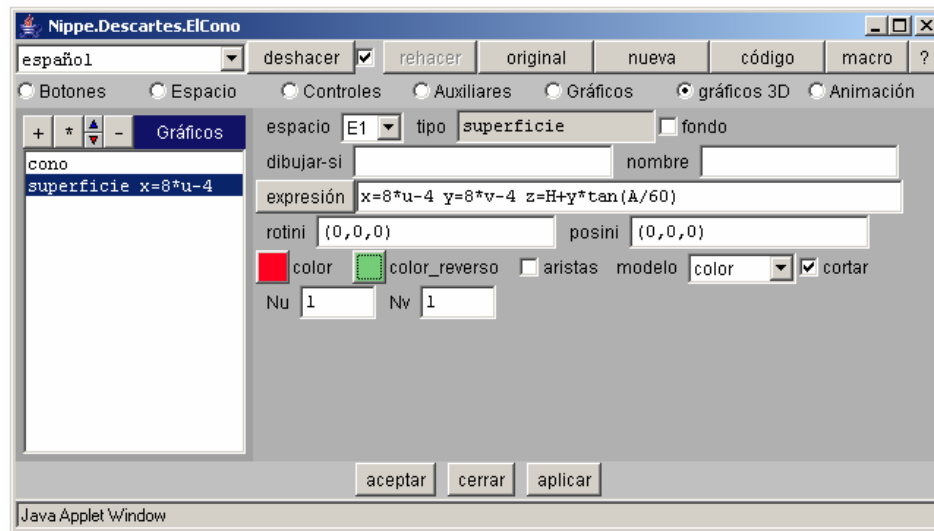 Nippe.Descartes.ElCono
español deshacer rehacer original nueva código macro ?
Botones Espacio Controles Auxiliares Gráficos gráficos 3D Animación
+ * - Gráficos espacio E1 tipo superficie fondo
cono dibujar-si nombre
superficie x=8*u-4 expresión x=8*u-4 y=8*v-4 z=H+y*tan(A/60)
rotini (0,0,0) posini (0,0,0)
color color_reverso aristas modelo color cortar
Nu 1 Nv 1
aceptar cerrar aplicar
Java Applet Window